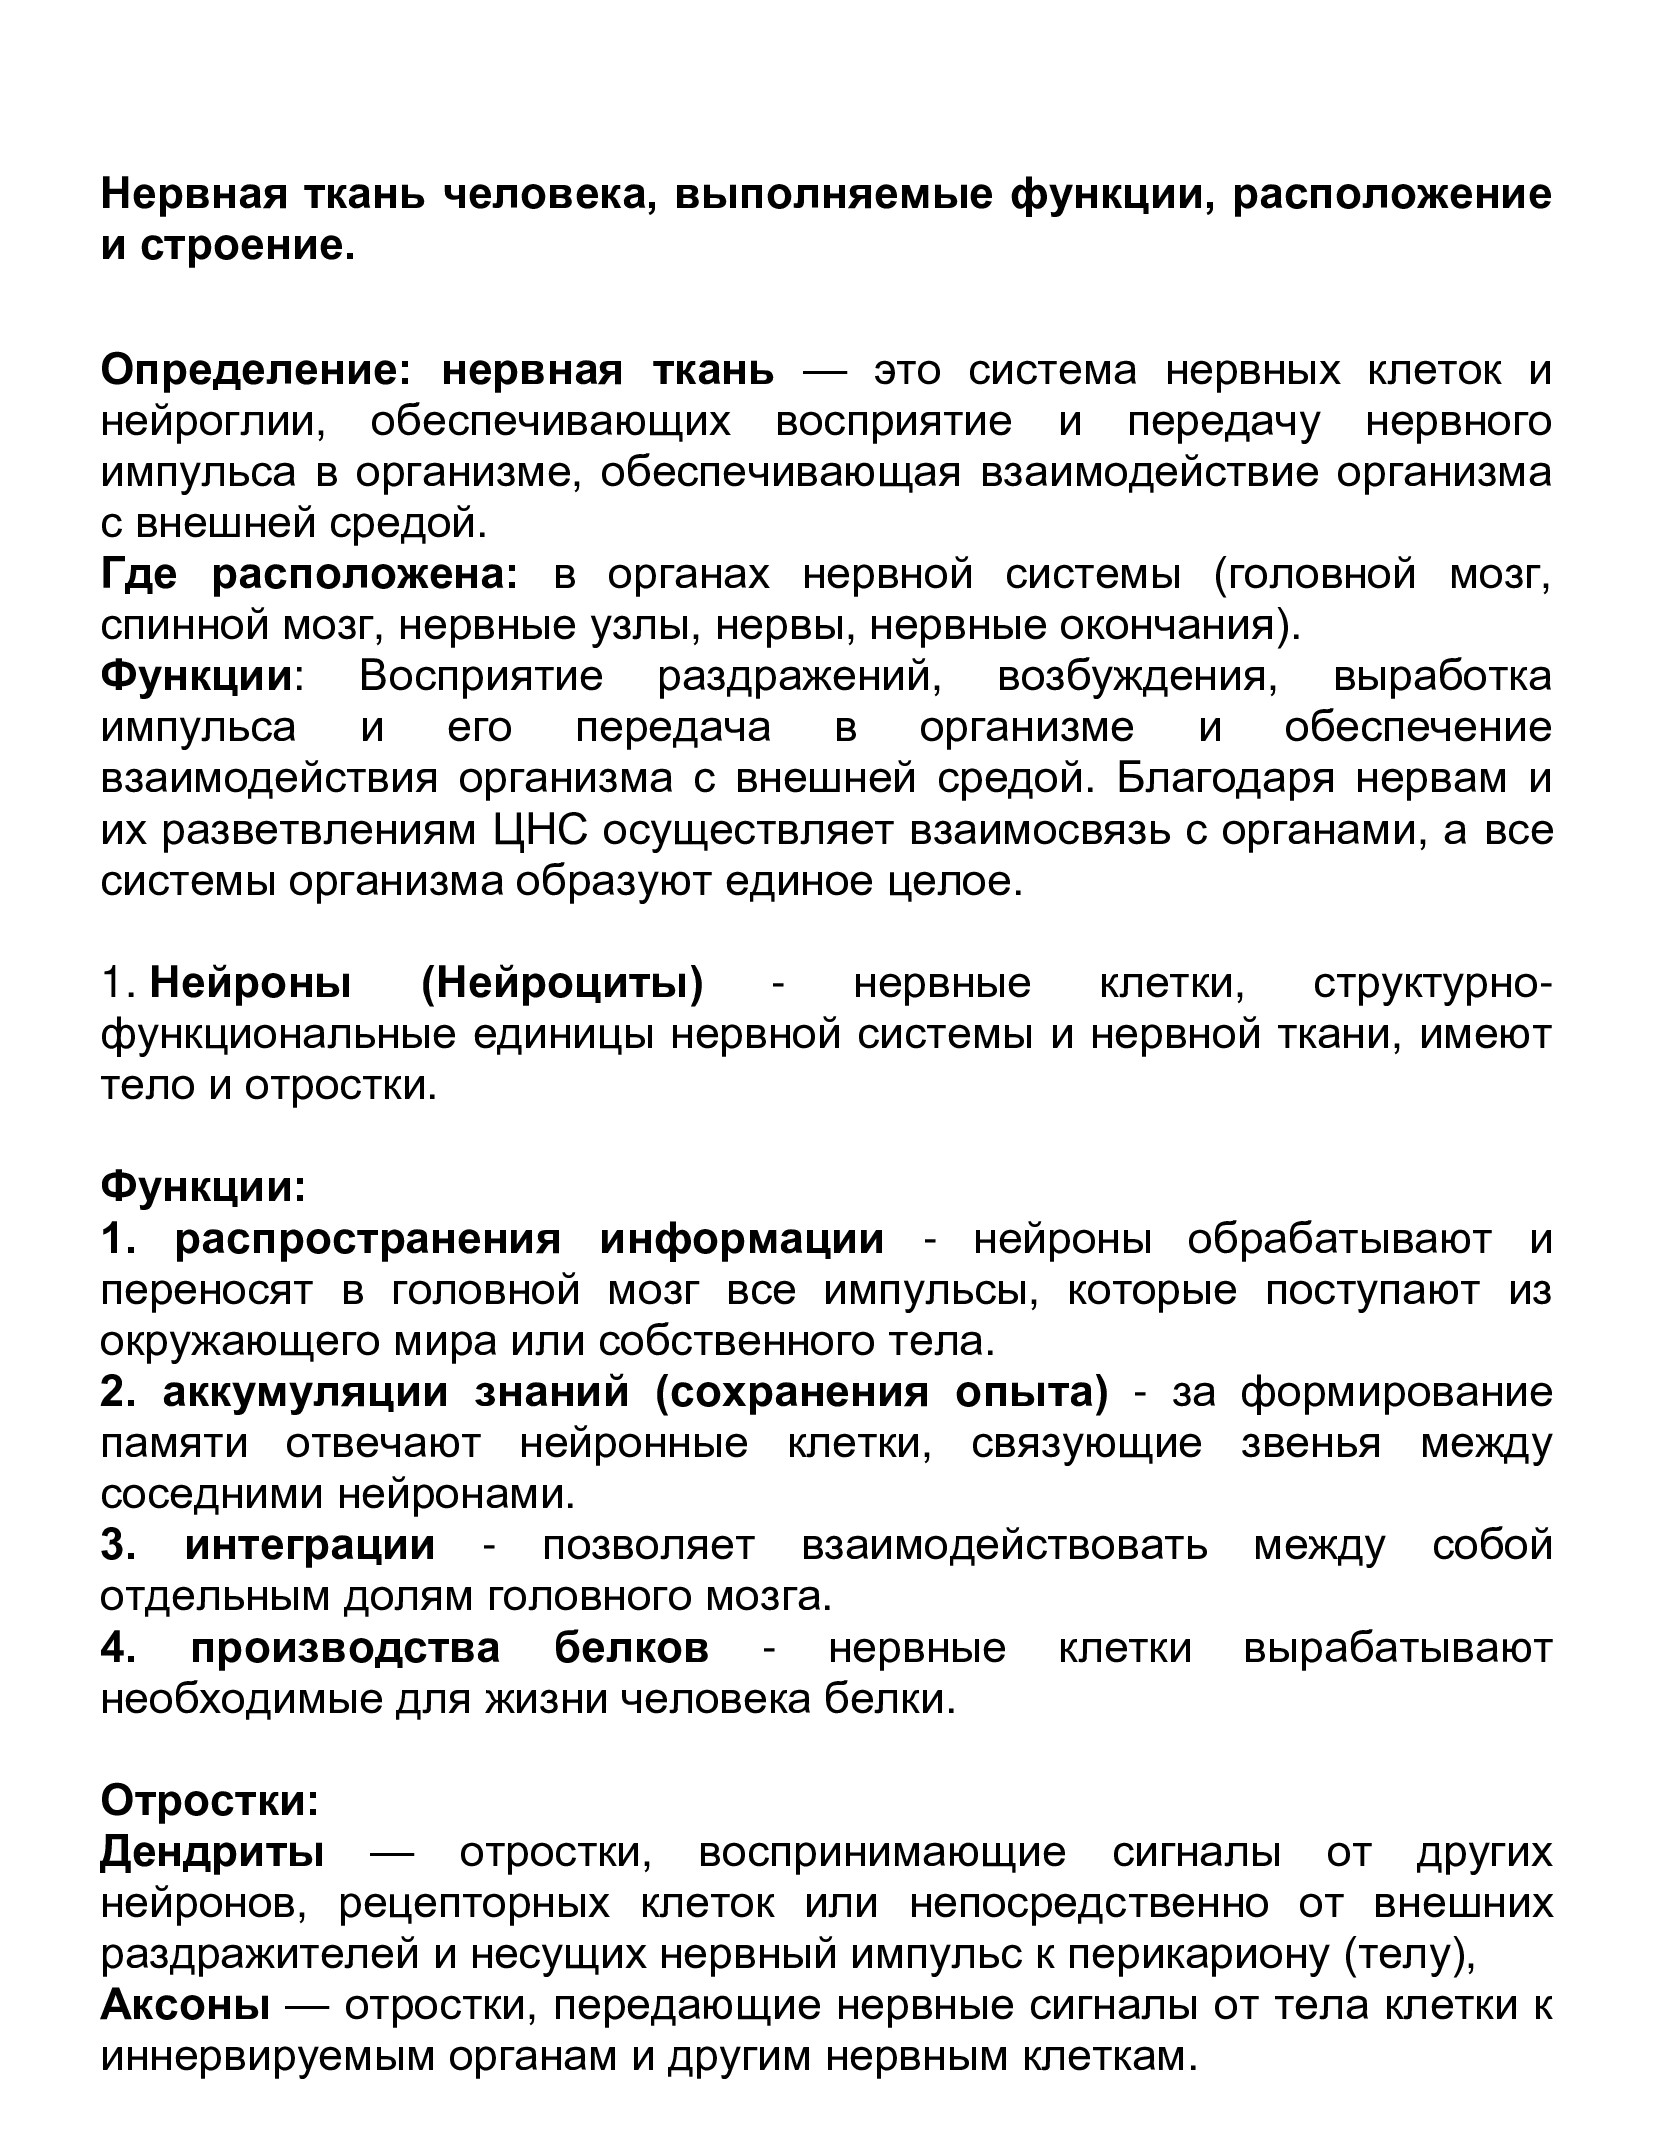 Нервная ткань человека, выполняемые функции, расположение
и строение.
Определение: нервная ткань — это система нервных клеток и
нейроглии, обеспечивающих восприятие и передачу нервного
импульса в организме, обеспечивающая взаимодействие организма
с внешней средой.
Где расположена: в органах нервной системы (головной мозг,
спинной мозг, нервные узлы, нервы, нервные окончания).
Функции: Восприятие раздражений, возбуждения, выработка
импульса и его передача в организме и обеспечение
взаимодействия организма с внешней средой. Благодаря нервам и
их разветвлениям ЦНС осуществляет взаимосвязь с органами, а все
системы организма образуют единое целое.
1. Нейроны (Нейроциты) - нервные клетки, структурно-
функциональные единицы нервной системы и нервной ткани, имеют
тело и отростки.
Функции:
1. распространения информации - нейроны обрабатывают и
переносят в головной мозг все импульсы, которые поступают из
окружающего мира или собственного тела.
2. аккумуляции знаний (сохранения опыта) - за формирование
памяти отвечают нейронные клетки, связующие звенья между
соседними нейронами.
3. интеграции - позволяет взаимодействовать между собой
отдельным долям головного мозга.
4. производства белков - нервные клетки вырабатывают
необходимые для жизни человека белки.
Отростки:
Дендриты — отростки, воспринимающие сигналы от других
нейронов, рецепторных клеток или непосредственно от внешних
раздражителей и несущих нервный импульс к перикариону (телу),
Аксоны — отростки, передающие нервные сигналы от тела клетки к
иннервируемым органам и другим нервным клеткам.